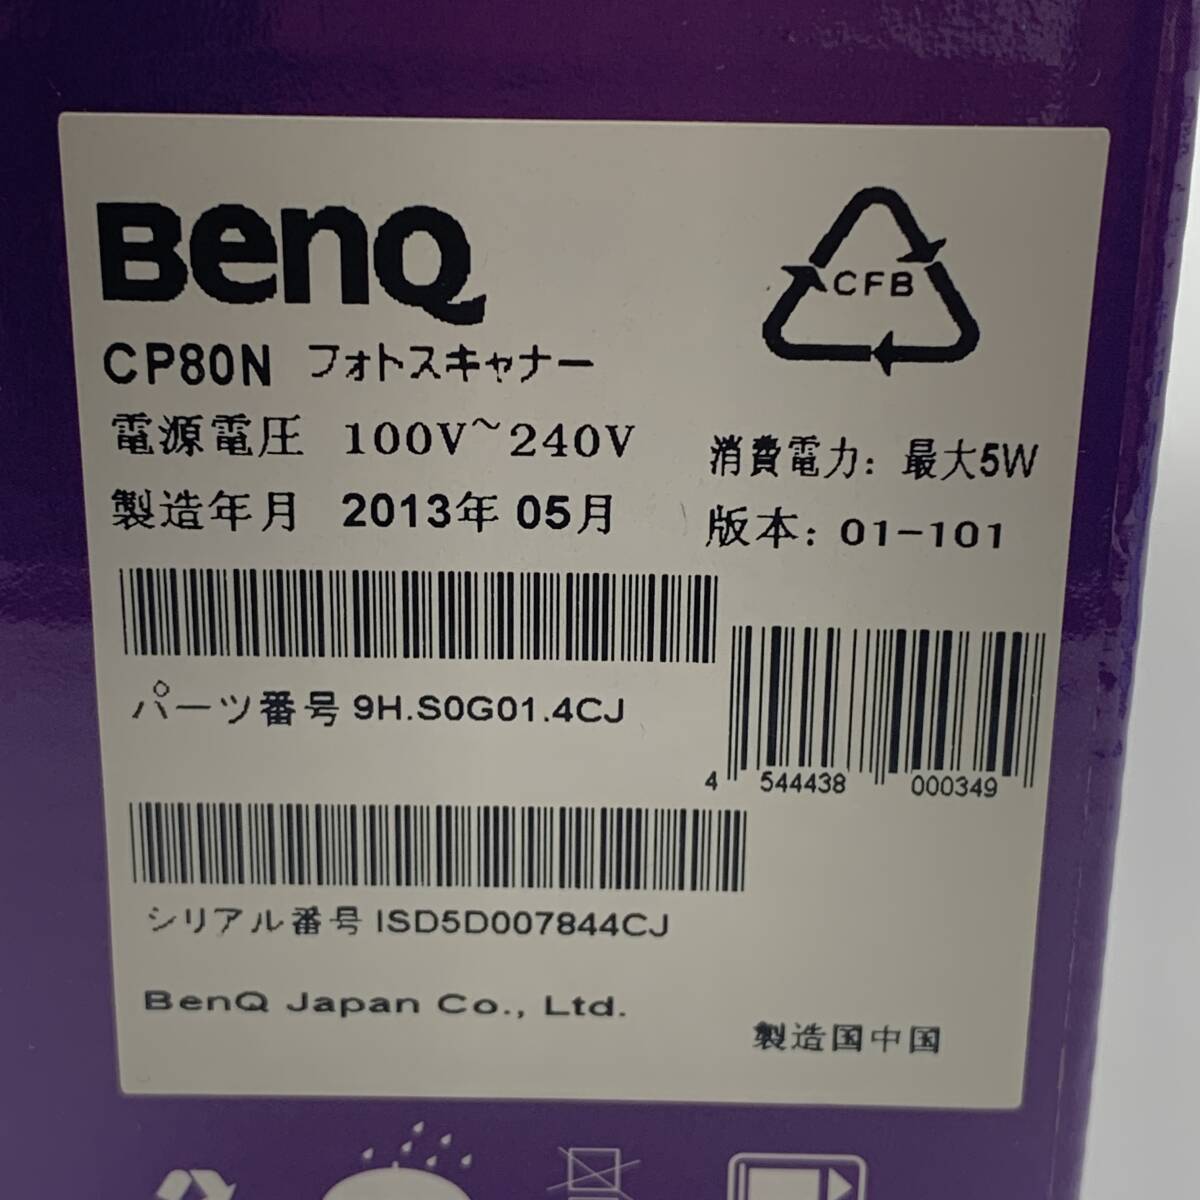 BenQ
CFB
CP80N フォトスキャナー
電源電圧 100V~240V
消費電力: 最大5W
製造年月 2013年 05月
版本: 01-101
パーツ番号 9H.S0G01.4CJ
4 544438 000349
シリアル番号 ISD5D007844CJ
BenQ Japan Co., Ltd.
製造国中国